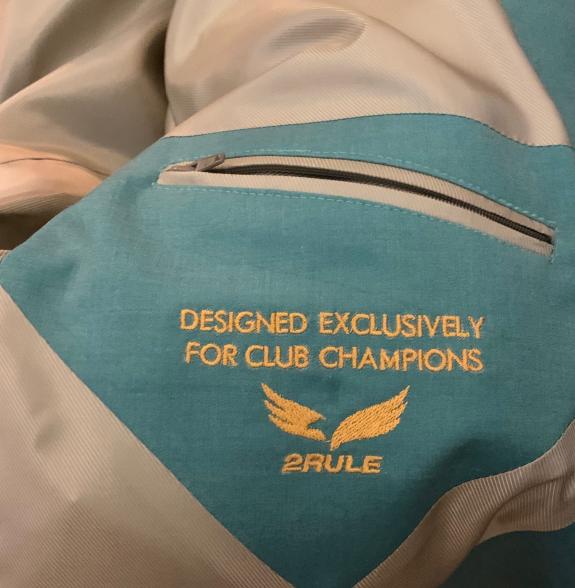 DESIGNED EXCLUSIVELY
FOR CLUB CHAMPIONS
2RULE